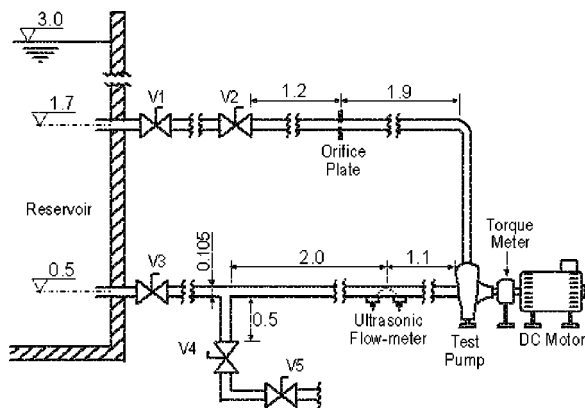 3.0
1.7
V1
V2
1.2
1.9
Orifice
Plate
Reservoir
Torque
Meter
0.5
V3
0.105
2.0
1.1
0.5
Ultrasonic
Flow-meter
Test
Pump
DC Motor
V4
V5